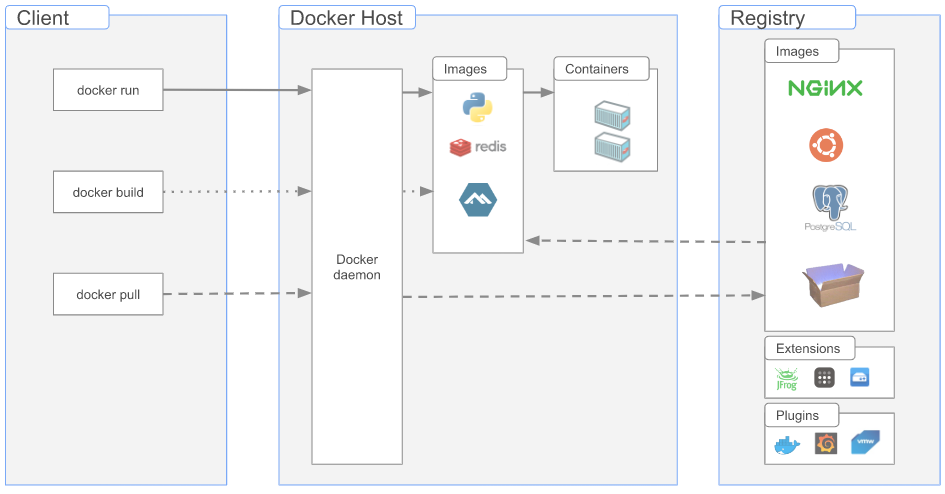 Client
docker run
docker build
docker pull
Docker Host
Docker
daemon
Images
redis
Containers
Registry
Images
NGINX
PostgreSQL
Extensions
JFrog
Plugins
vmw